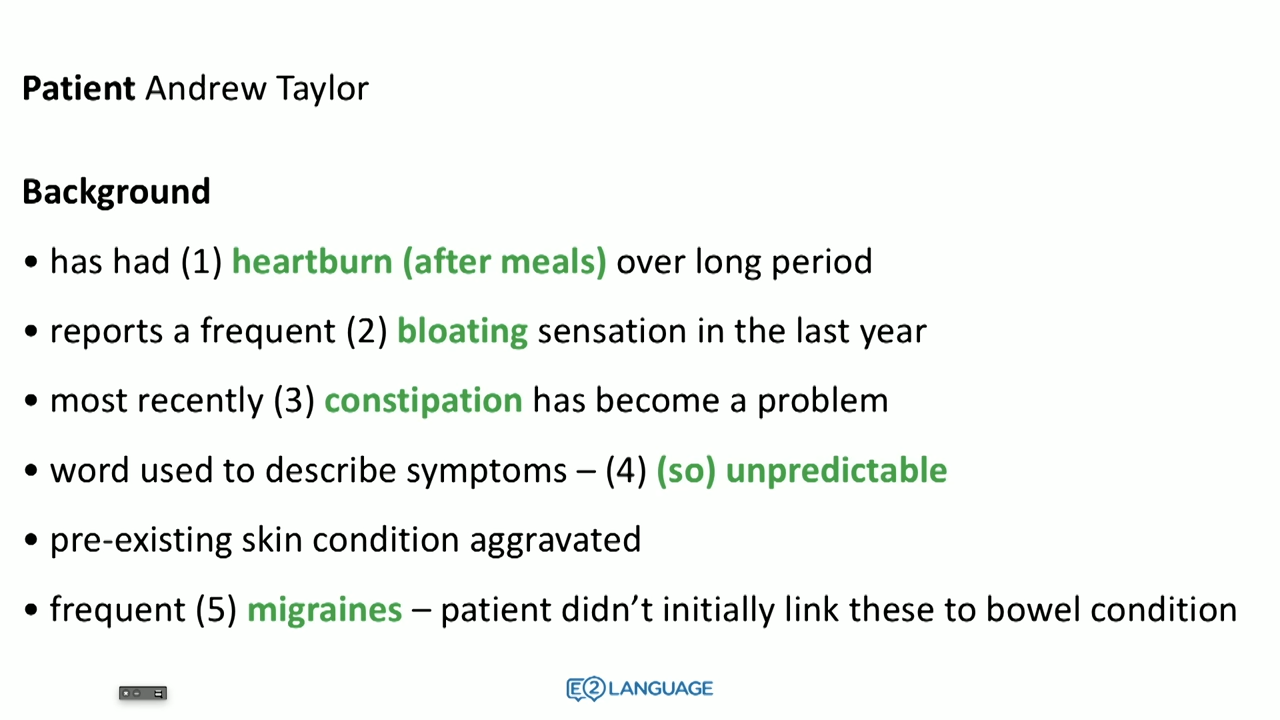 Patient Andrew Taylor
Background
• has had (1) heartburn (after meals) over long period
• reports a frequent (2) bloating sensation in the last year
• most recently (3) constipation has become a problem
• word used to describe symptoms – (4) (so) unpredictable
• pre-existing skin condition aggravated
• frequent (5) migraines – patient didn’t initially link these to bowel condition
E2 LANGUAGE